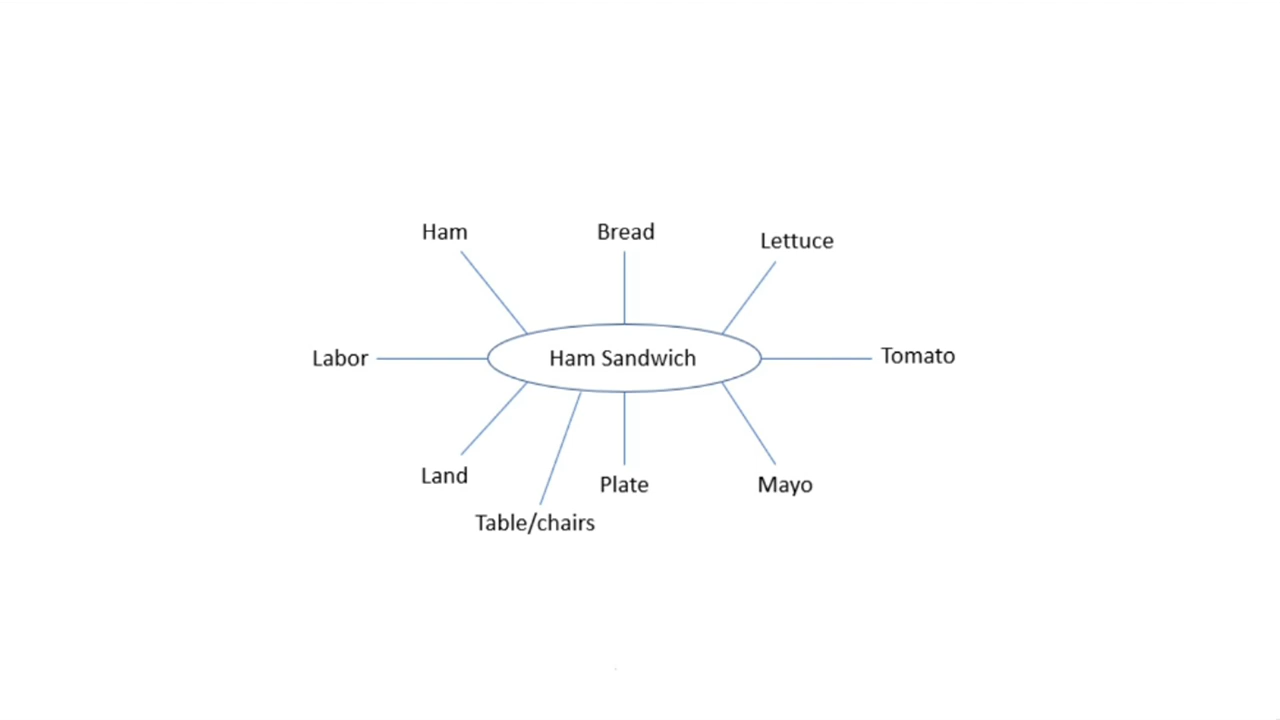 Ham
Bread
Lettuce
Labor
Ham Sandwich
Tomato
Land
Plate
Mayo
Table/chairs